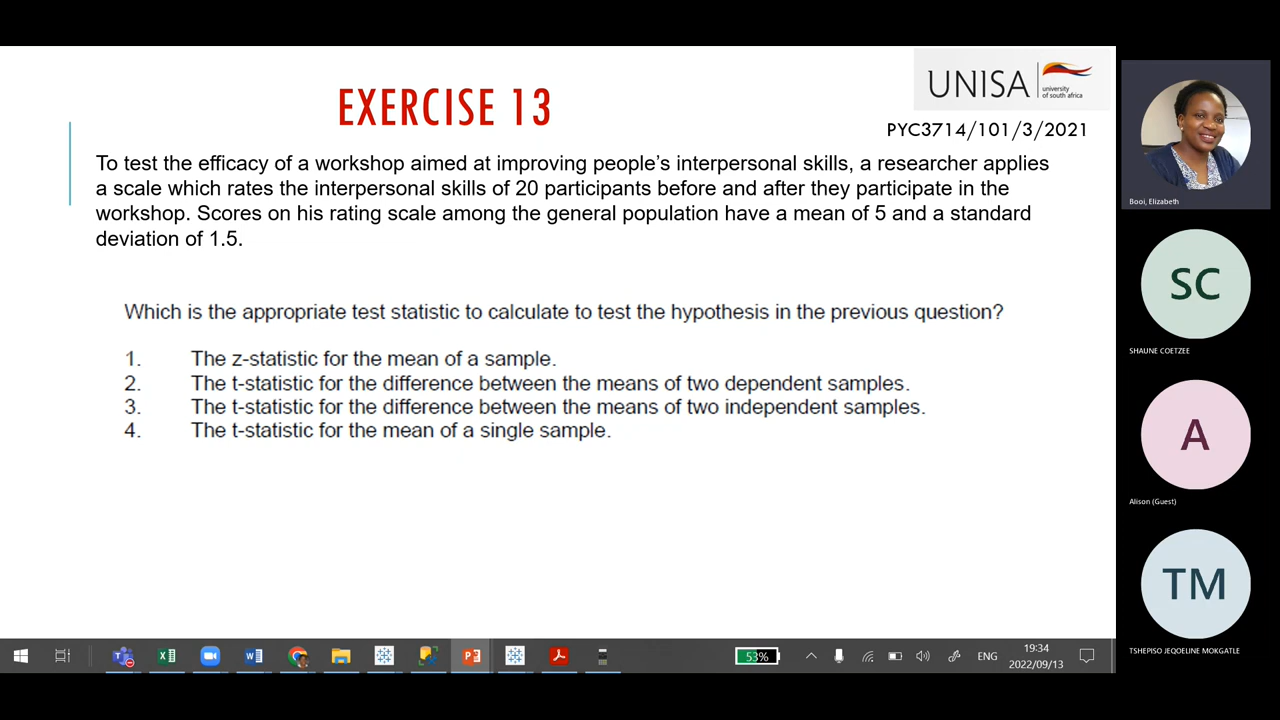 EXERCISE 13
UNISA
university
of south africa
PYC3714/101/3/2021
To test the efficacy of a workshop aimed at improving people's interpersonal skills, a researcher applies
a scale which rates the interpersonal skills of 20 participants before and after they participate in the
workshop. Scores on his rating scale among the general population have a mean of 5 and a standard
deviation of 1.5.
Which is the appropriate test statistic to calculate to test the hypothesis in the previous question?
1. The z-statistic for the mean of a sample.
2. The t-statistic for the difference between the means of two dependent samples.
3. The t-statistic for the difference between the means of two independent samples.
4. The t-statistic for the mean of a single sample.
Booi, Elizabeth
SC
SHAUNE COETZEE
A
Alison (Guest)
TM
TSHEPISO JEQOELINE MOKGATLE
53%
ENG
19:34
2022/09/13